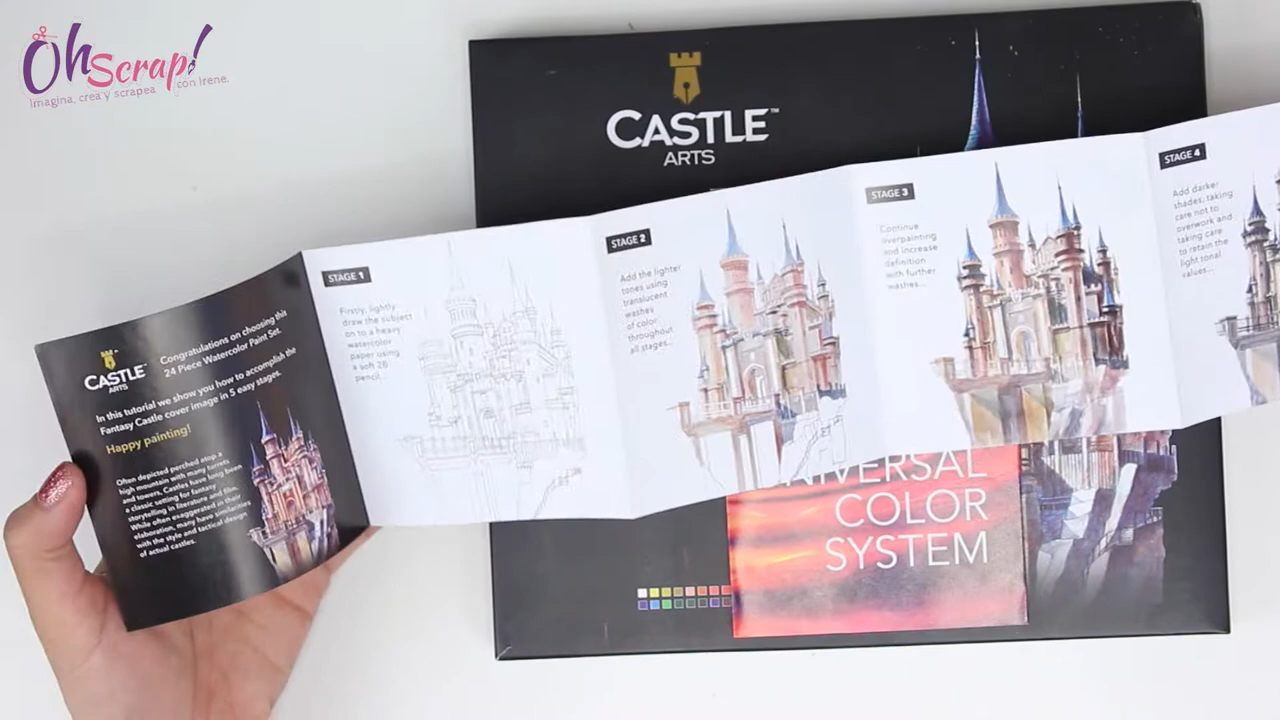 OhScrap!
Imagina, crea y scrapea con Irene.
CASTLE™
ARTS
CASTLE
ARTS
Congratulations on choosing this
24 Piece Watercolor Paint Set.
In this tutorial we show you how to accomplish the
Fantasy Castle cover image in 5 easy stages.
Happy painting!
Often depicted perched atop a
high mountain with many turrets
and towers. Castles have long been
a classic setting for fantasy
storytelling in literature and film.
While often exaggerated in their
elaboration, many have similarities
with the style and tactical design
of actual castles.
STAGE 1
Firstly, lightly
draw the subject
on to a heavy
watercolor
paper using
a soft 2B
pencil...
STAGE 2
Add the lighter
tones using
translucent
washes
of color
throughout
all stages...
STAGE 3
Continue
overpainting
and increase
definition
with further
washes...
STAGE 4
Add darker
shades, taking
care not to
overwork and
taking care
to retain the
light tonal
values...
NIVERSAL
COLOR
SYSTEM